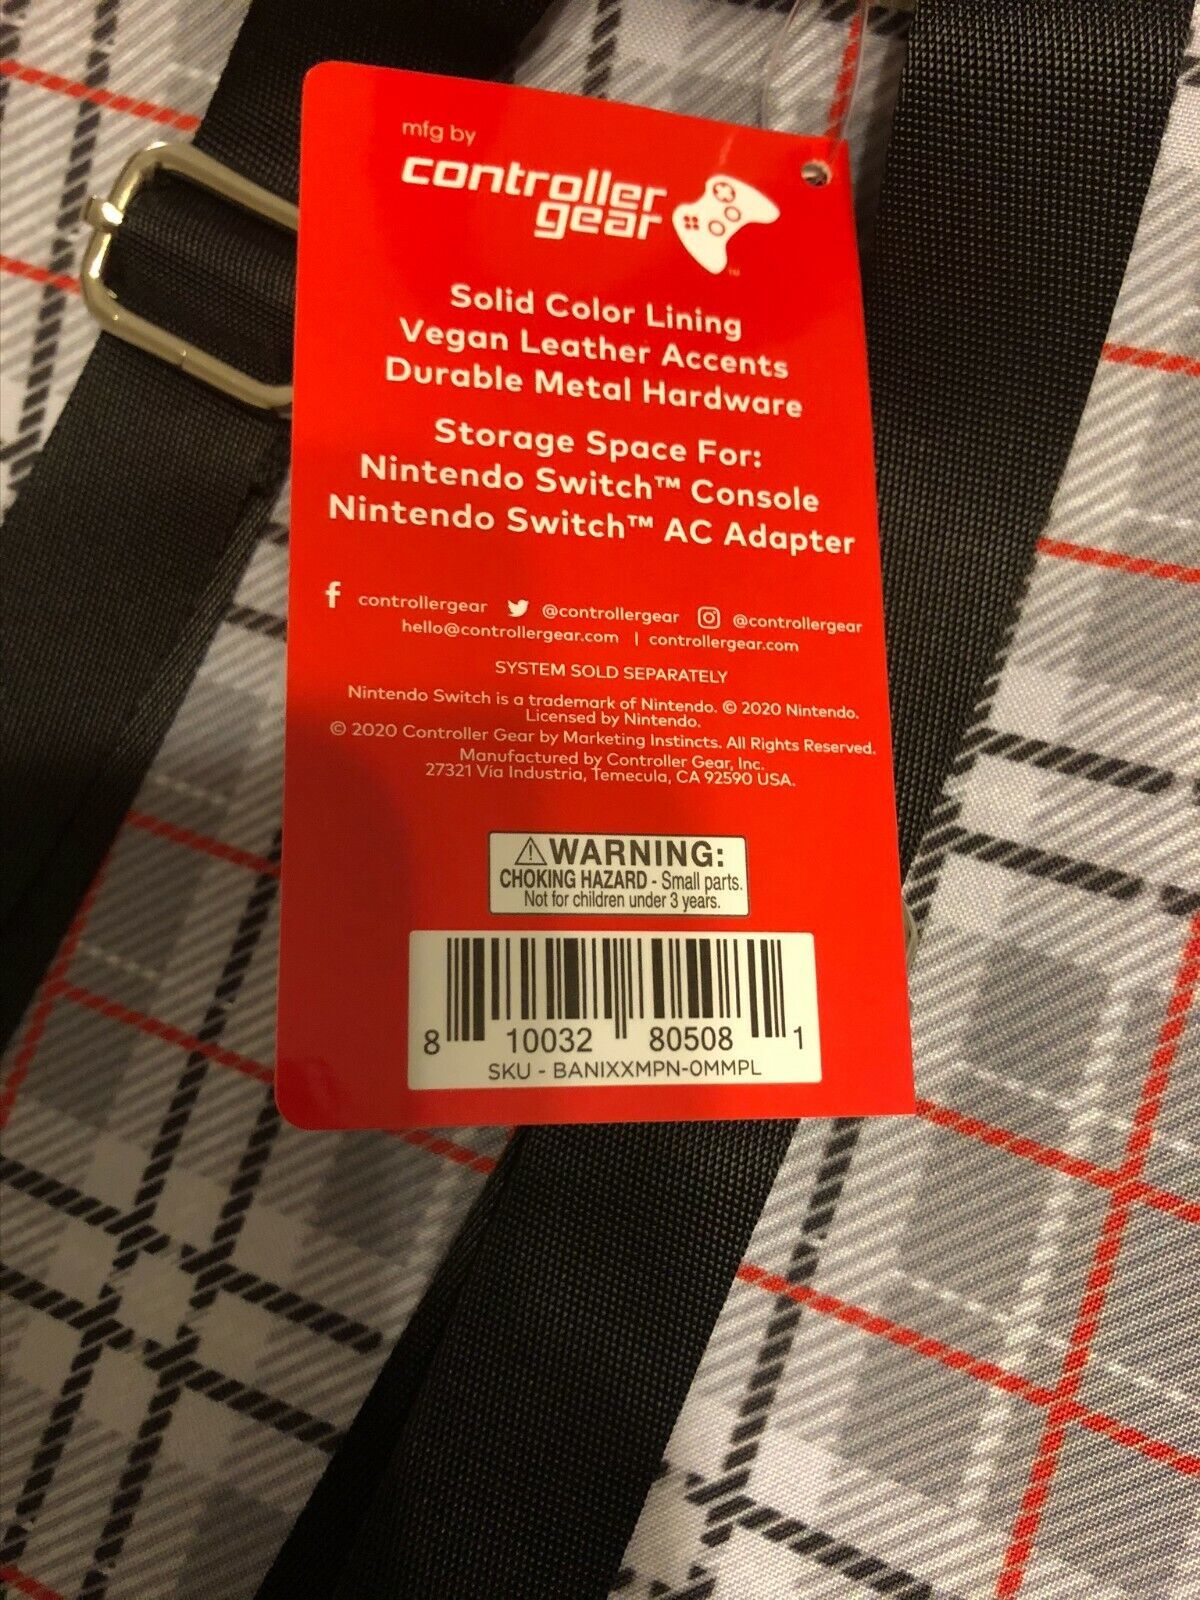 mfg by
controller
gear
™
Solid Color Lining
Vegan Leather Accents
Durable Metal Hardware
Storage Space For:
Nintendo Switch™ Console
Nintendo Switch™ AC Adapter
f controllergear @controllergear @controllergear
hello@controllergear.com | controllergear.com
SYSTEM SOLD SEPARATELY
Nintendo Switch is a trademark of Nintendo. © 2020 Nintendo.
Licensed by Nintendo.
© 2020 Controller Gear by Marketing Instincts. All Rights Reserved.
Manufactured by Controller Gear, Inc.
27321 Vía Industria, Temecula, CA 92590 USA.
⚠WARNING:
CHOKING HAZARD - Small parts.
Not for children under 3 years.
8 10032 80508 1
SKU - BANIXXMPN-0MMPL